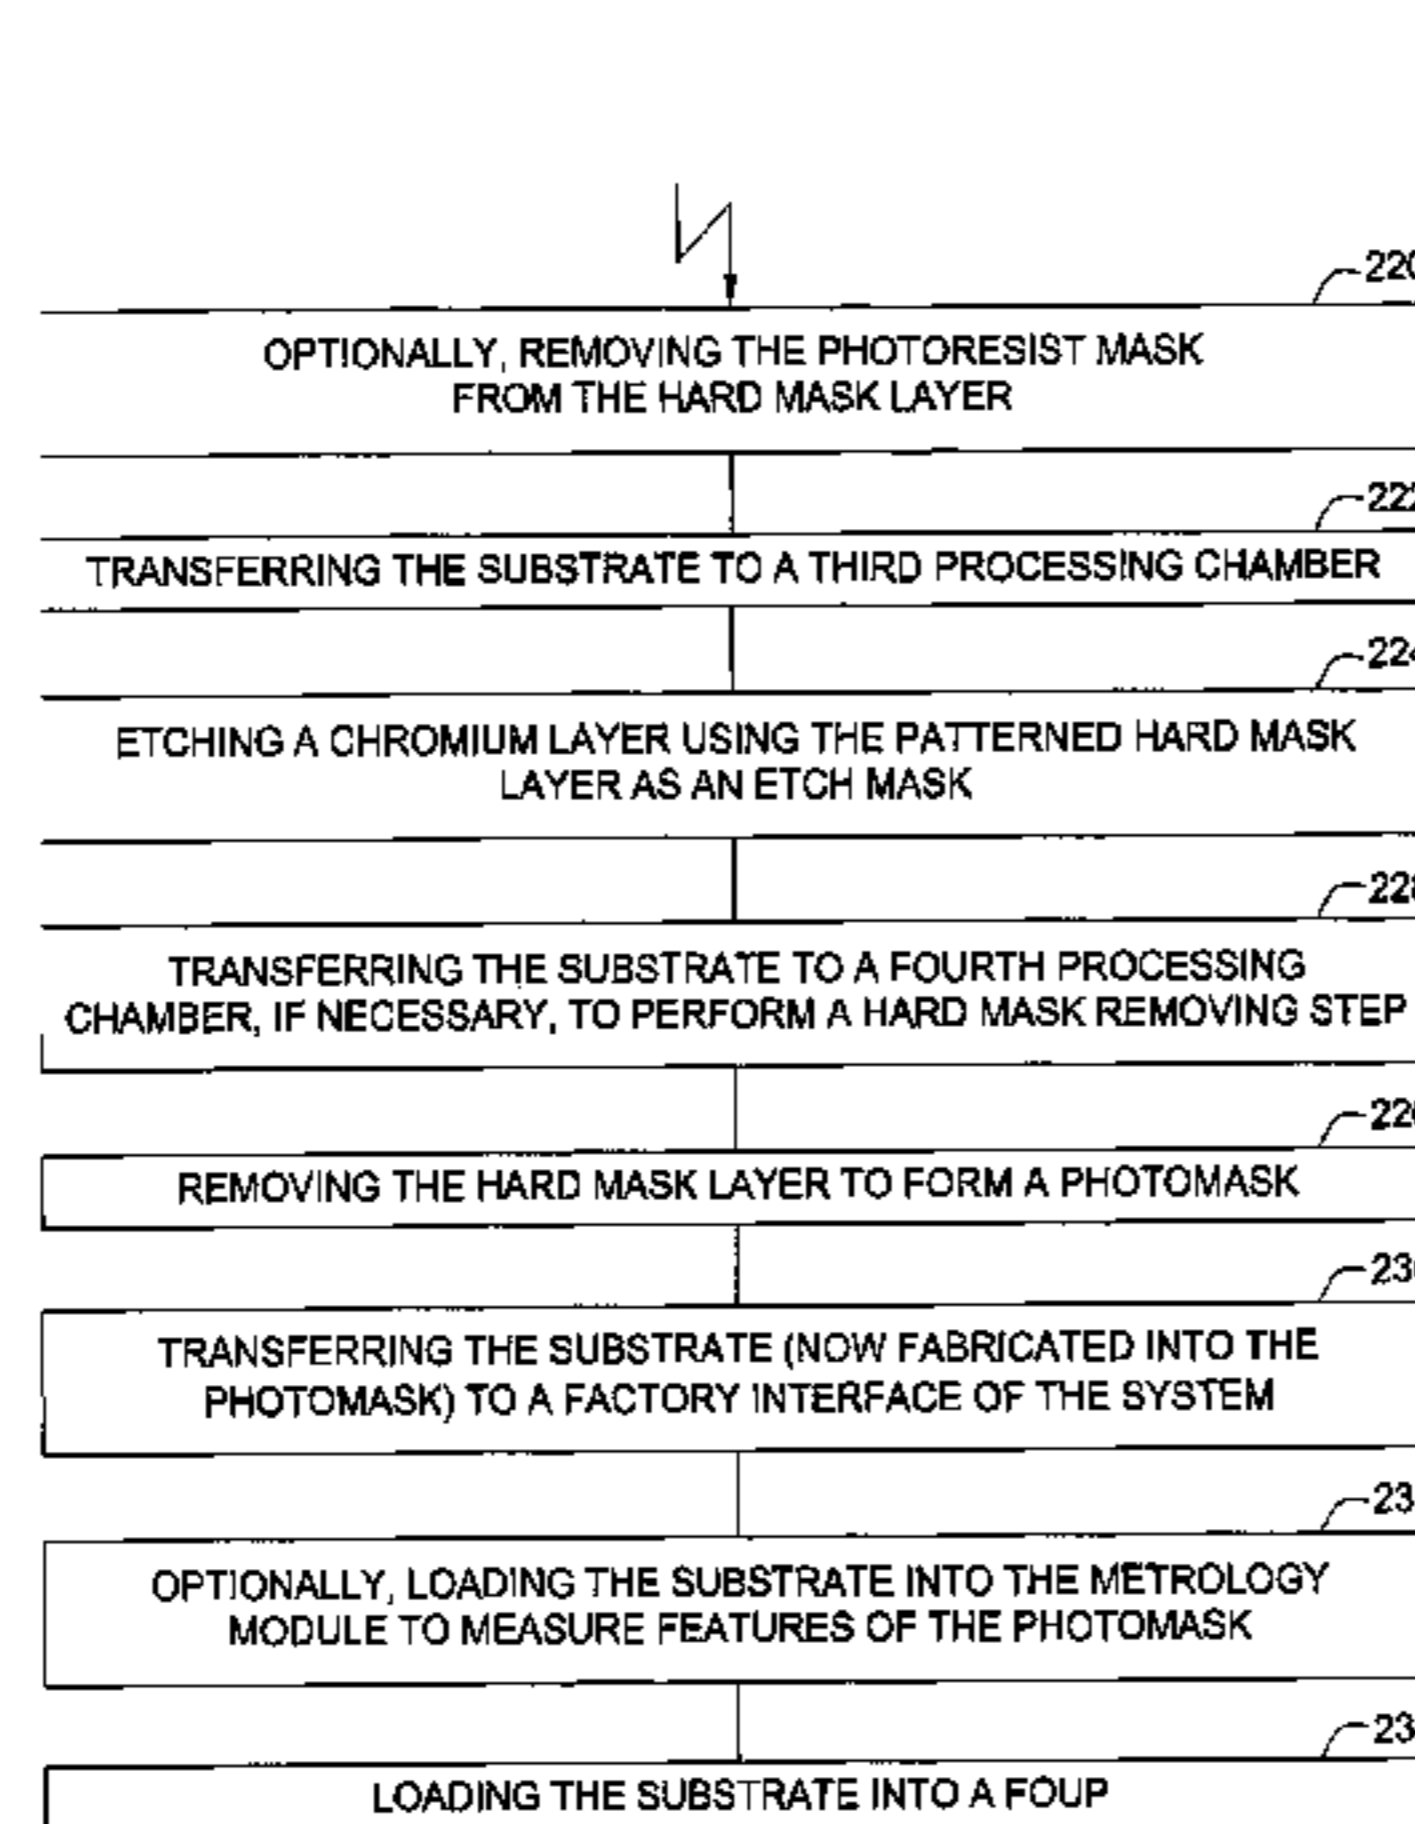 220
OPTIONALLY, REMOVING THE PHOTORESIST MASK
FROM THE HARD MASK LAYER
222
TRANSFERRING THE SUBSTRATE TO A THIRD PROCESSING CHAMBER
224
ETCHING A CHROMIUM LAYER USING THE PATTERNED HARD MASK
LAYER AS AN ETCH MASK
228
TRANSFERRING THE SUBSTRATE TO A FOURTH PROCESSING
CHAMBER, IF NECESSARY, TO PERFORM A HARD MASK REMOVING STEP
REMOVING THE HARD MASK LAYER TO FORM A PHOTOMASK
TRANSFERRING THE SUBSTRATE (NOW FABRICATED INTO THE
PHOTOMASK) TO A FACTORY INTERFACE OF THE SYSTEM
OPTIONALLY, LOADING THE SUBSTRATE INTO THE METROLOGY
MODULE TO MEASURE FEATURES OF THE PHOTOMASK
LOADING THE SUBSTRATE INTO A FOUP